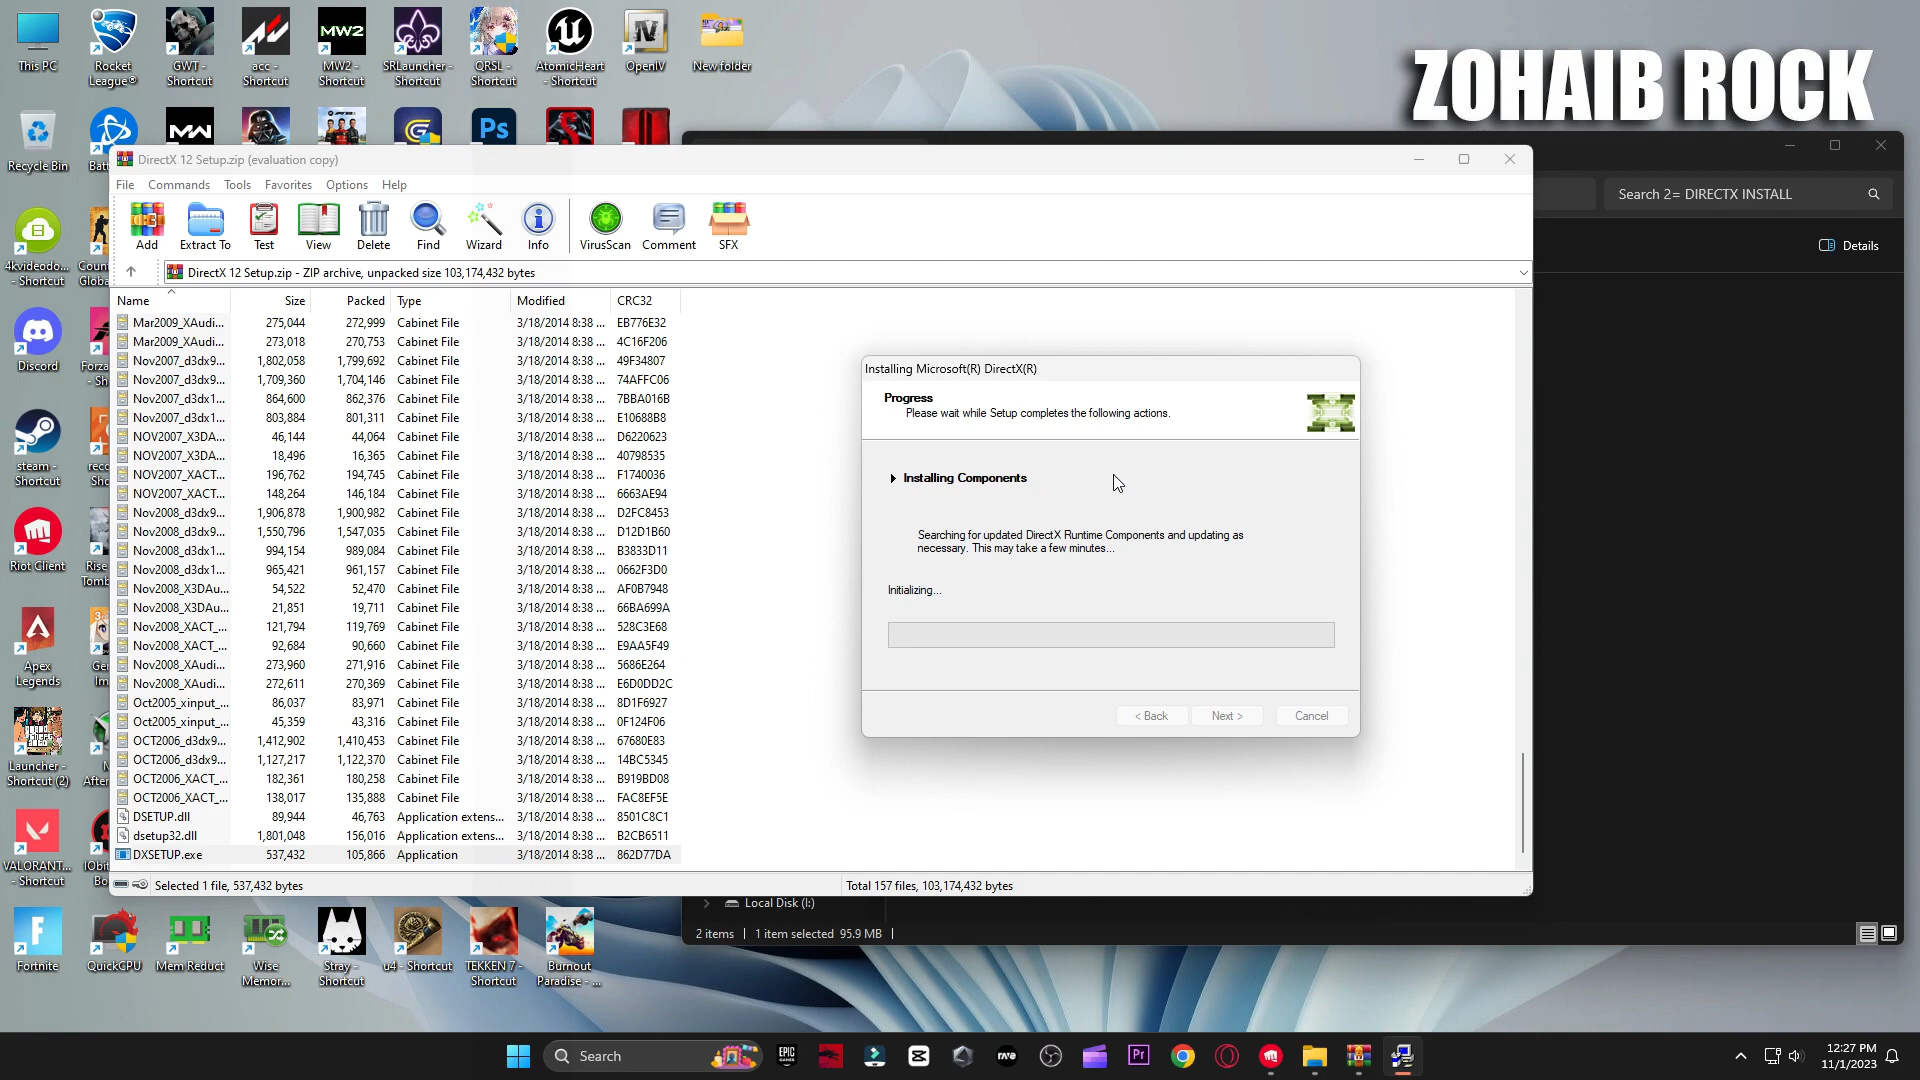 This PC
Rocket
League®
GWT -
Shortcut
acc -
Shortcut
MW2
MW2 -
Shortcut
SRLauncher -
Shortcut
QRSL -
Shortcut
AtomicHeart
- Shortcut
OpenIV
New folder
ZOHAIB ROCK
Recycle Bin
Batt
Ps
DirectX 12 Setup.zip (evaluation copy)
File Commands Tools Favorites Options Help
Add Extract To Test View Delete Find Wizard Info VirusScan Comment SFX
DirectX 12 Setup.zip - ZIP archive, unpacked size 103,174,432 bytes
Search 2= DIRECTX INSTALL
Details
Name Size Packed Type Modified CRC32
Mar2009_XAudi... 275,044 272,999 Cabinet File 3/18/2014 8:38 ... EB776E32
Mar2009_XAudi... 273,018 270,753 Cabinet File 3/18/2014 8:38 ... 4C16F206
Nov2007_d3dx9... 1,802,058 1,799,692 Cabinet File 3/18/2014 8:38 ... 49F34807
Nov2007_d3dx9... 1,709,360 1,704,146 Cabinet File 3/18/2014 8:38 ... 74AFFC06
Nov2007_d3dx1... 864,600 862,376 Cabinet File 3/18/2014 8:38 ... 7BBA016B
Nov2007_d3dx1... 803,884 801,311 Cabinet File 3/18/2014 8:38 ... E10688B8
NOV2007_X3DA... 46,144 44,064 Cabinet File 3/18/2014 8:38 ... D6220623
NOV2007_X3DA... 18,496 16,365 Cabinet File 3/18/2014 8:38 ... 40798535
NOV2007_XACT... 196,762 194,745 Cabinet File 3/18/2014 8:38 ... F1740036
NOV2007_XACT... 148,264 146,184 Cabinet File 3/18/2014 8:38 ... 6663AE94
Nov2008_d3dx9... 1,906,878 1,900,982 Cabinet File 3/18/2014 8:38 ... D2FC8453
Nov2008_d3dx9... 1,550,796 1,547,035 Cabinet File 3/18/2014 8:38 ... D12D1B60
Nov2008_d3dx1... 994,154 989,084 Cabinet File 3/18/2014 8:38 ... B3833D11
Nov2008_d3dx1... 965,421 961,157 Cabinet File 3/18/2014 8:38 ... 0662F3D0
Nov2008_X3DAu... 54,522 52,470 Cabinet File 3/18/2014 8:38 ... AF0B7948
Nov2008_X3DAu... 21,851 19,711 Cabinet File 3/18/2014 8:38 ... 66BA699A
Nov2008_XACT_... 121,794 119,769 Cabinet File 3/18/2014 8:38 ... 528C3E68
Nov2008_XACT_... 92,684 90,660 Cabinet File 3/18/2014 8:38 ... E9AA5F49
Nov2008_XAudi... 273,960 271,916 Cabinet File 3/18/2014 8:38 ... 5686E264
Nov2008_XAudi... 272,611 270,369 Cabinet File 3/18/2014 8:38 ... E6D0DD2C
Oct2005_xinput_... 86,037 83,971 Cabinet File 3/18/2014 8:38 ... 8D1F6927
Oct2005_xinput_... 45,359 43,316 Cabinet File 3/18/2014 8:38 ... 0F124F06
OCT2006_d3dx9... 1,412,902 1,410,453 Cabinet File 3/18/2014 8:38 ... 67680E83
OCT2006_d3dx9... 1,127,217 1,122,370 Cabinet File 3/18/2014 8:38 ... 14BC5345
OCT2006_XACT_... 182,361 180,258 Cabinet File 3/18/2014 8:38 ... B919BD08
OCT2006_XACT_... 138,017 135,888 Cabinet File 3/18/2014 8:38 ... FAC8EF5E
DSETUP.dll 89,944 46,763 Application extens... 3/18/2014 8:38 ... 8501C8C1
dsetup32.dll 1,801,048 156,016 Application extens... 3/18/2014 8:38 ... B2CB6511
DXSETUP.exe 537,432 105,866 Application 3/18/2014 8:38 ... 862D77DA
Selected 1 file, 537,432 bytes
Total 157 files, 103,174,432 bytes
Installing Microsoft(R) DirectX(R)
Progress
Please wait while Setup completes the following actions.
Installing Components
Searching for updated DirectX Runtime Components and updating as
necessary. This may take a few minutes...
Initializing...
< Back Next > Cancel
4kvideodo...
- Shortcut
Coun
Globa
Discord
Forza
- Sh
steam -
Shortcut
reco
Sho
Riot Client
Rise
Tomb
Apex
Legends
Ge
Im
Launcher -
Shortcut (2)
M
After
VALORANT...
- Shortcut
IObit
Bo
Local Disk (I:)
2 items 1 item selected 95.9 MB
Fortnite
QuickCPU
Mem Reduct
Wise
Memor...
Stray -
Shortcut
u4 - Shortcut
TEKKEN 7 -
Shortcut
Burnout
Paradise - ...
Search
EPIC
GAMES
rave
Pr
12:27 PM
11/1/2023